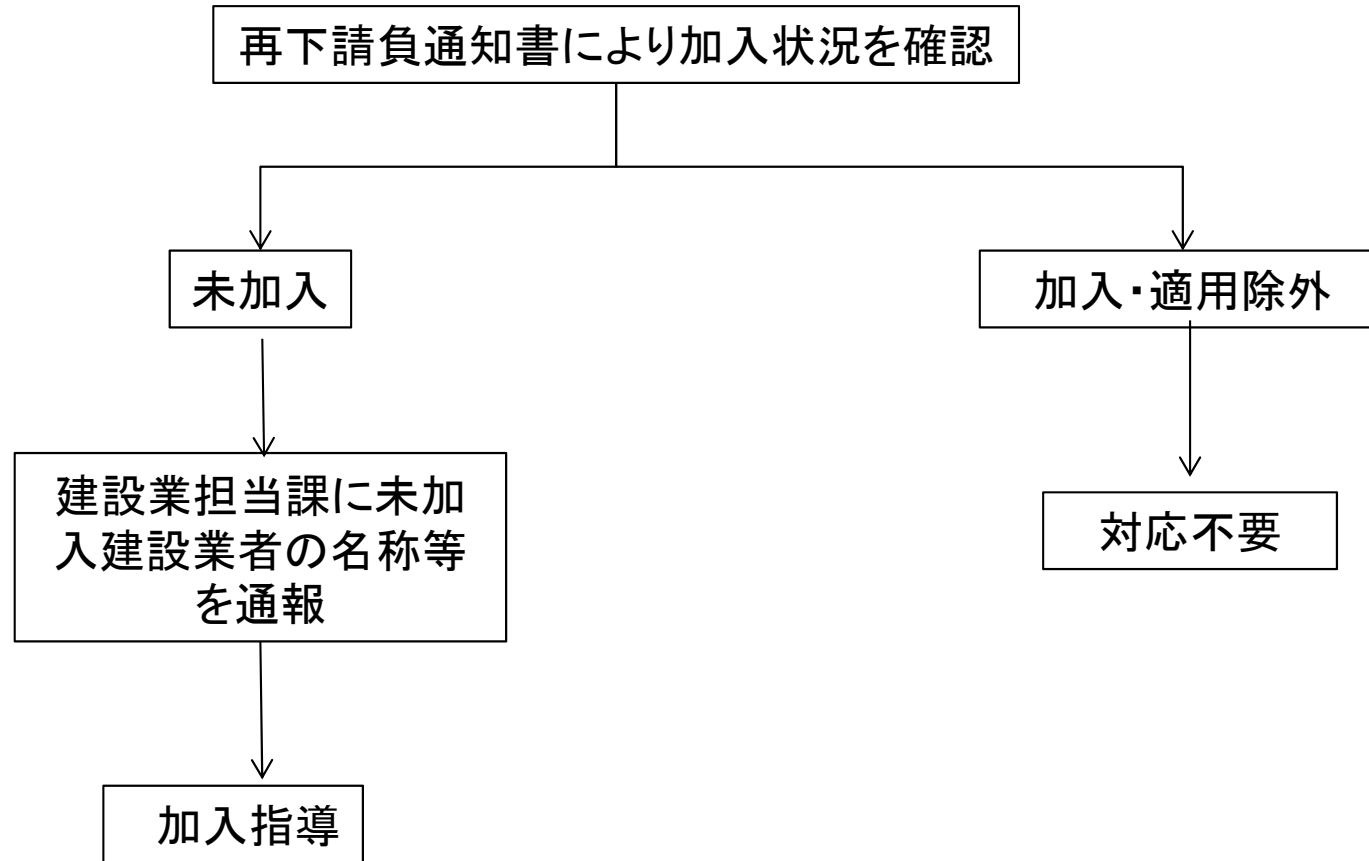 再下請負通知書により加入状況を確認
未加入
加入・適用除外
建設業担当課に未加
入建設業者の名称等
を通報
対応不要
加入指導